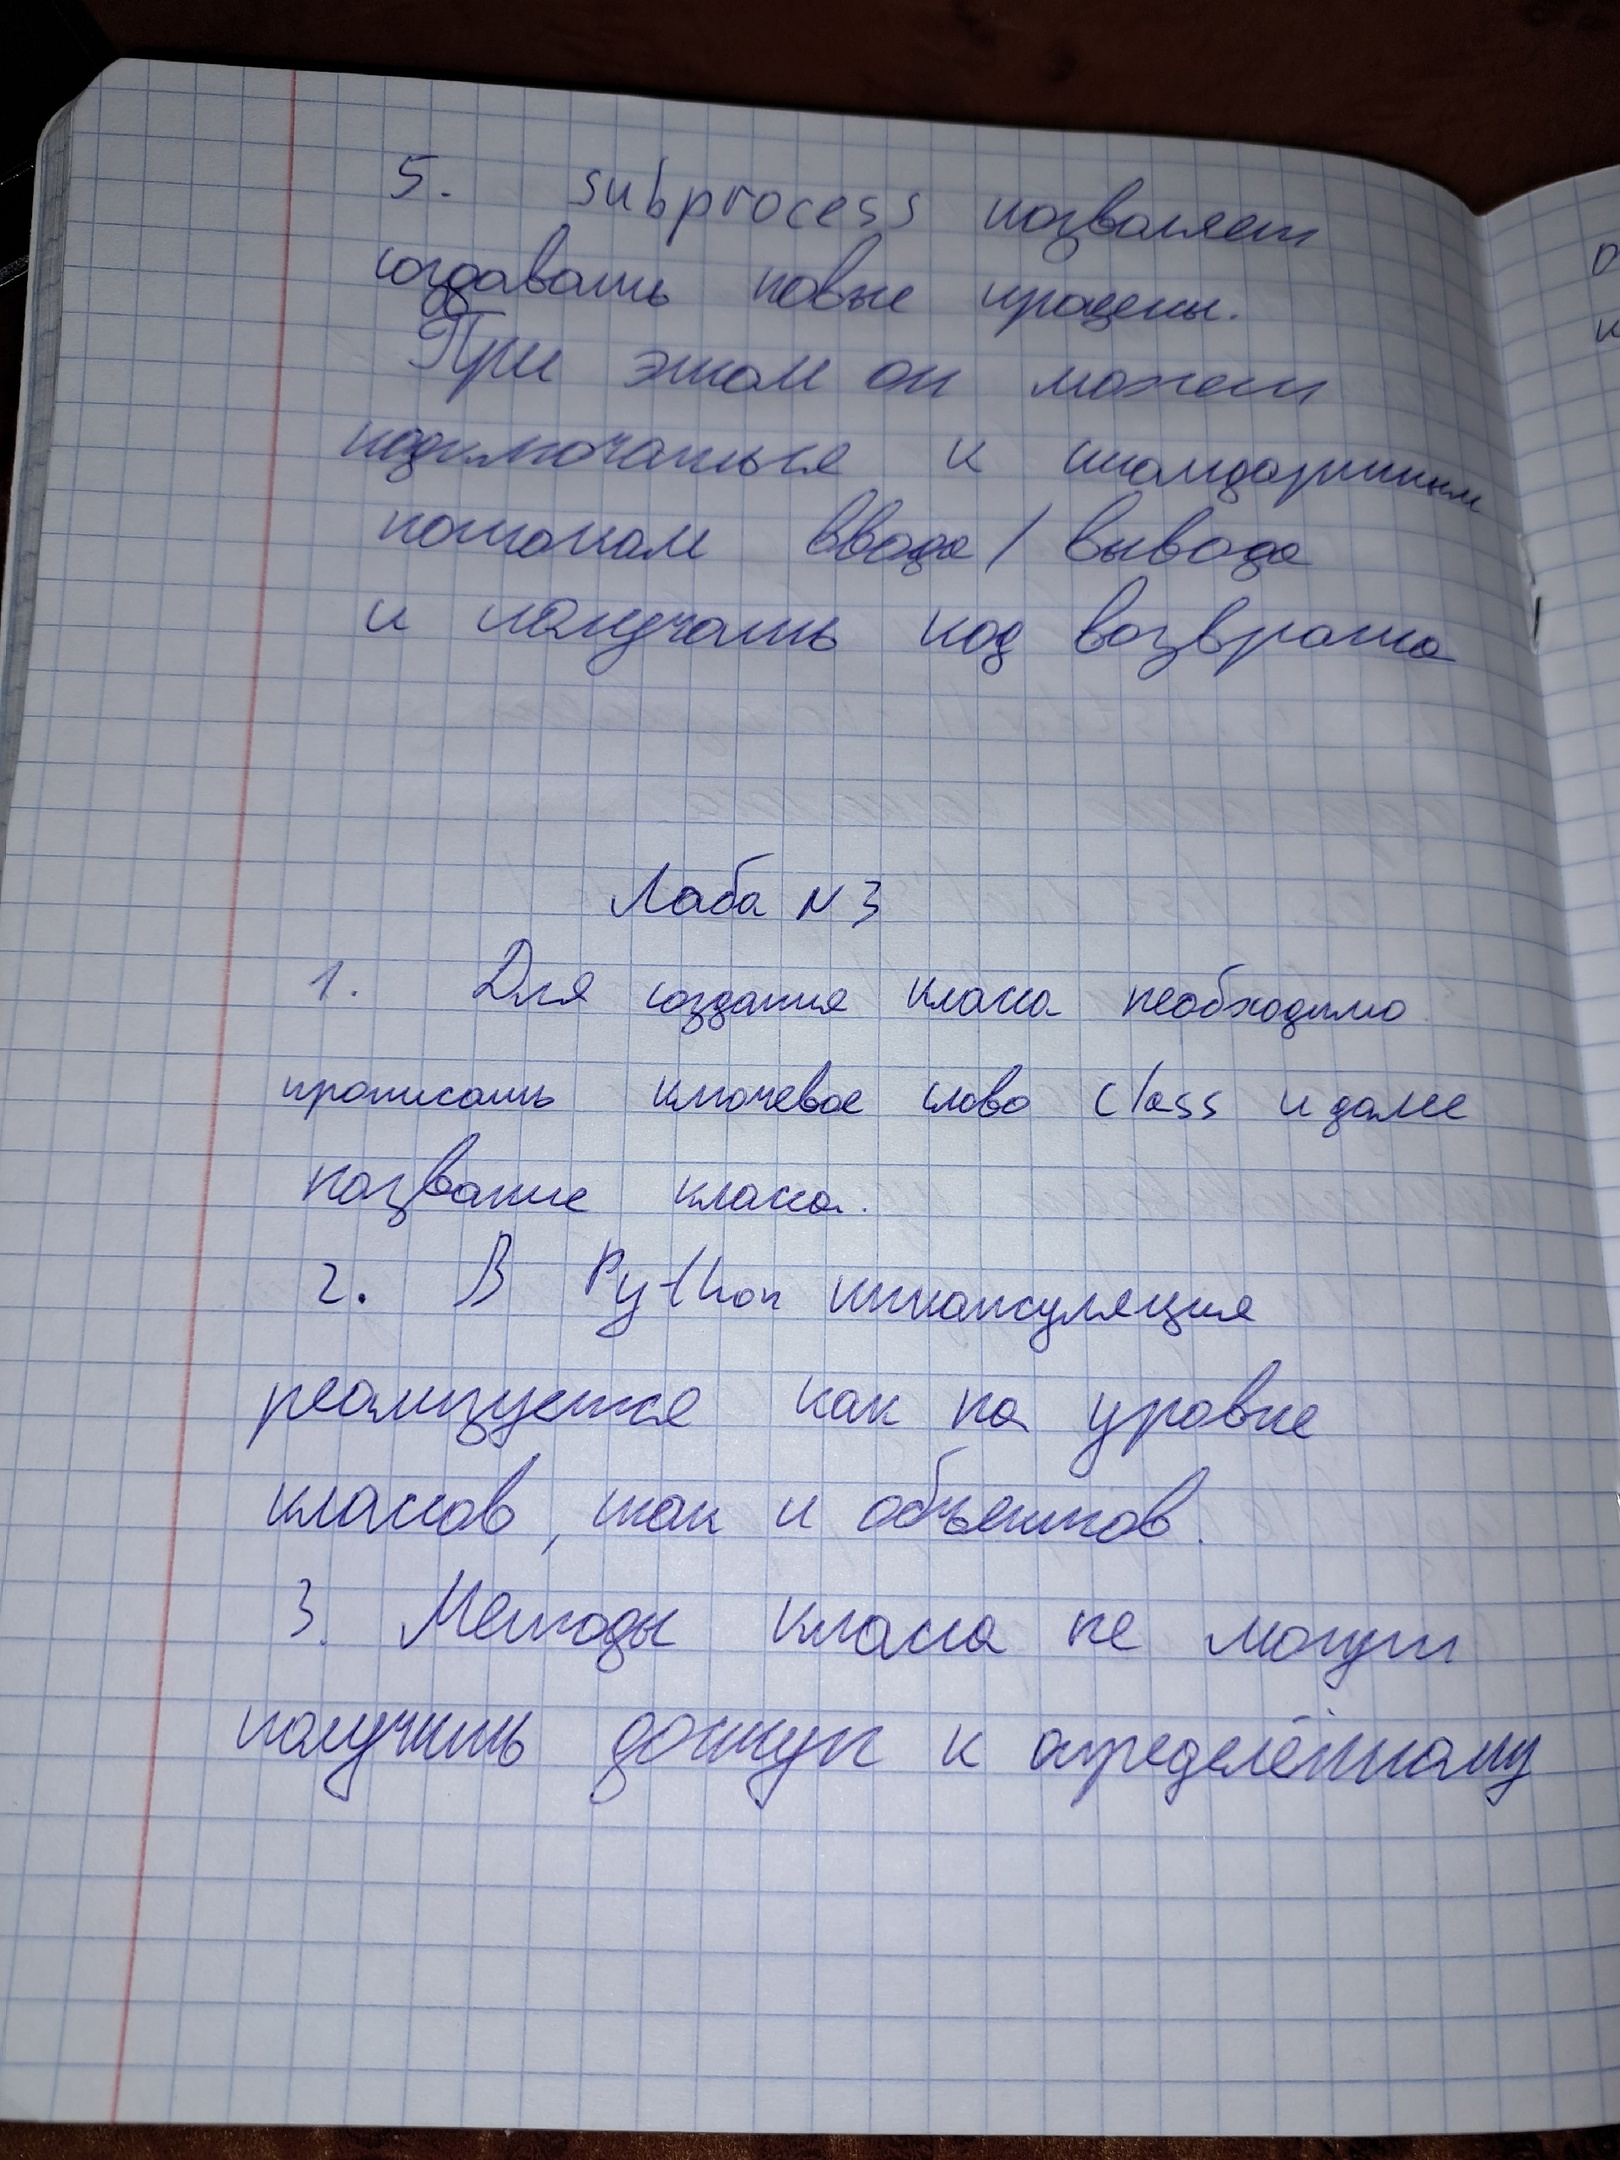 5. subprocess позволяет
создавать новые процессы.
При этом он может
подключаться к стандартным
потокам ввода / вывода
и получать код возврата
Лаба N 3
1. Для создания класса необходимо
прописать ключевое слово class и далее
название класса.
2. В Python инкапсуляция
реализуется как на уровне
классов, так и объектов.
3. Методы класса не могут
получить доступ к определённому